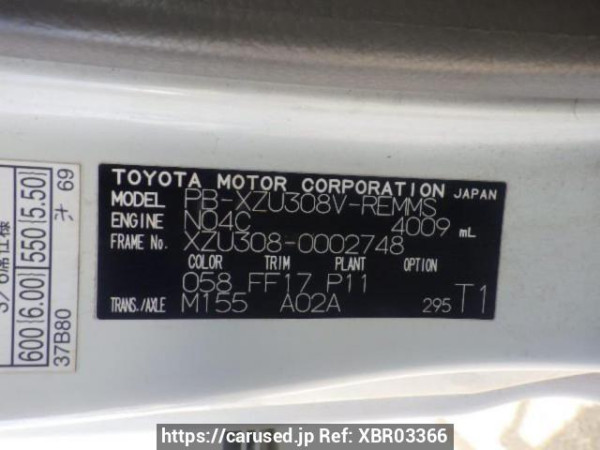 TOYOTA MOTOR CORPORATION JAPAN
MODEL PB-XZU308V-REMMS
ENGINE N04C 4009 mL
FRAME No. XZU308-0002748
COLOR TRIM PLANT OPTION
058 FF17 P11
TRANS./AXLE M155 A02A 295 T1
600(6.00) 550(5.50)
37B80
69
https://carused.jp Ref: XBR03366